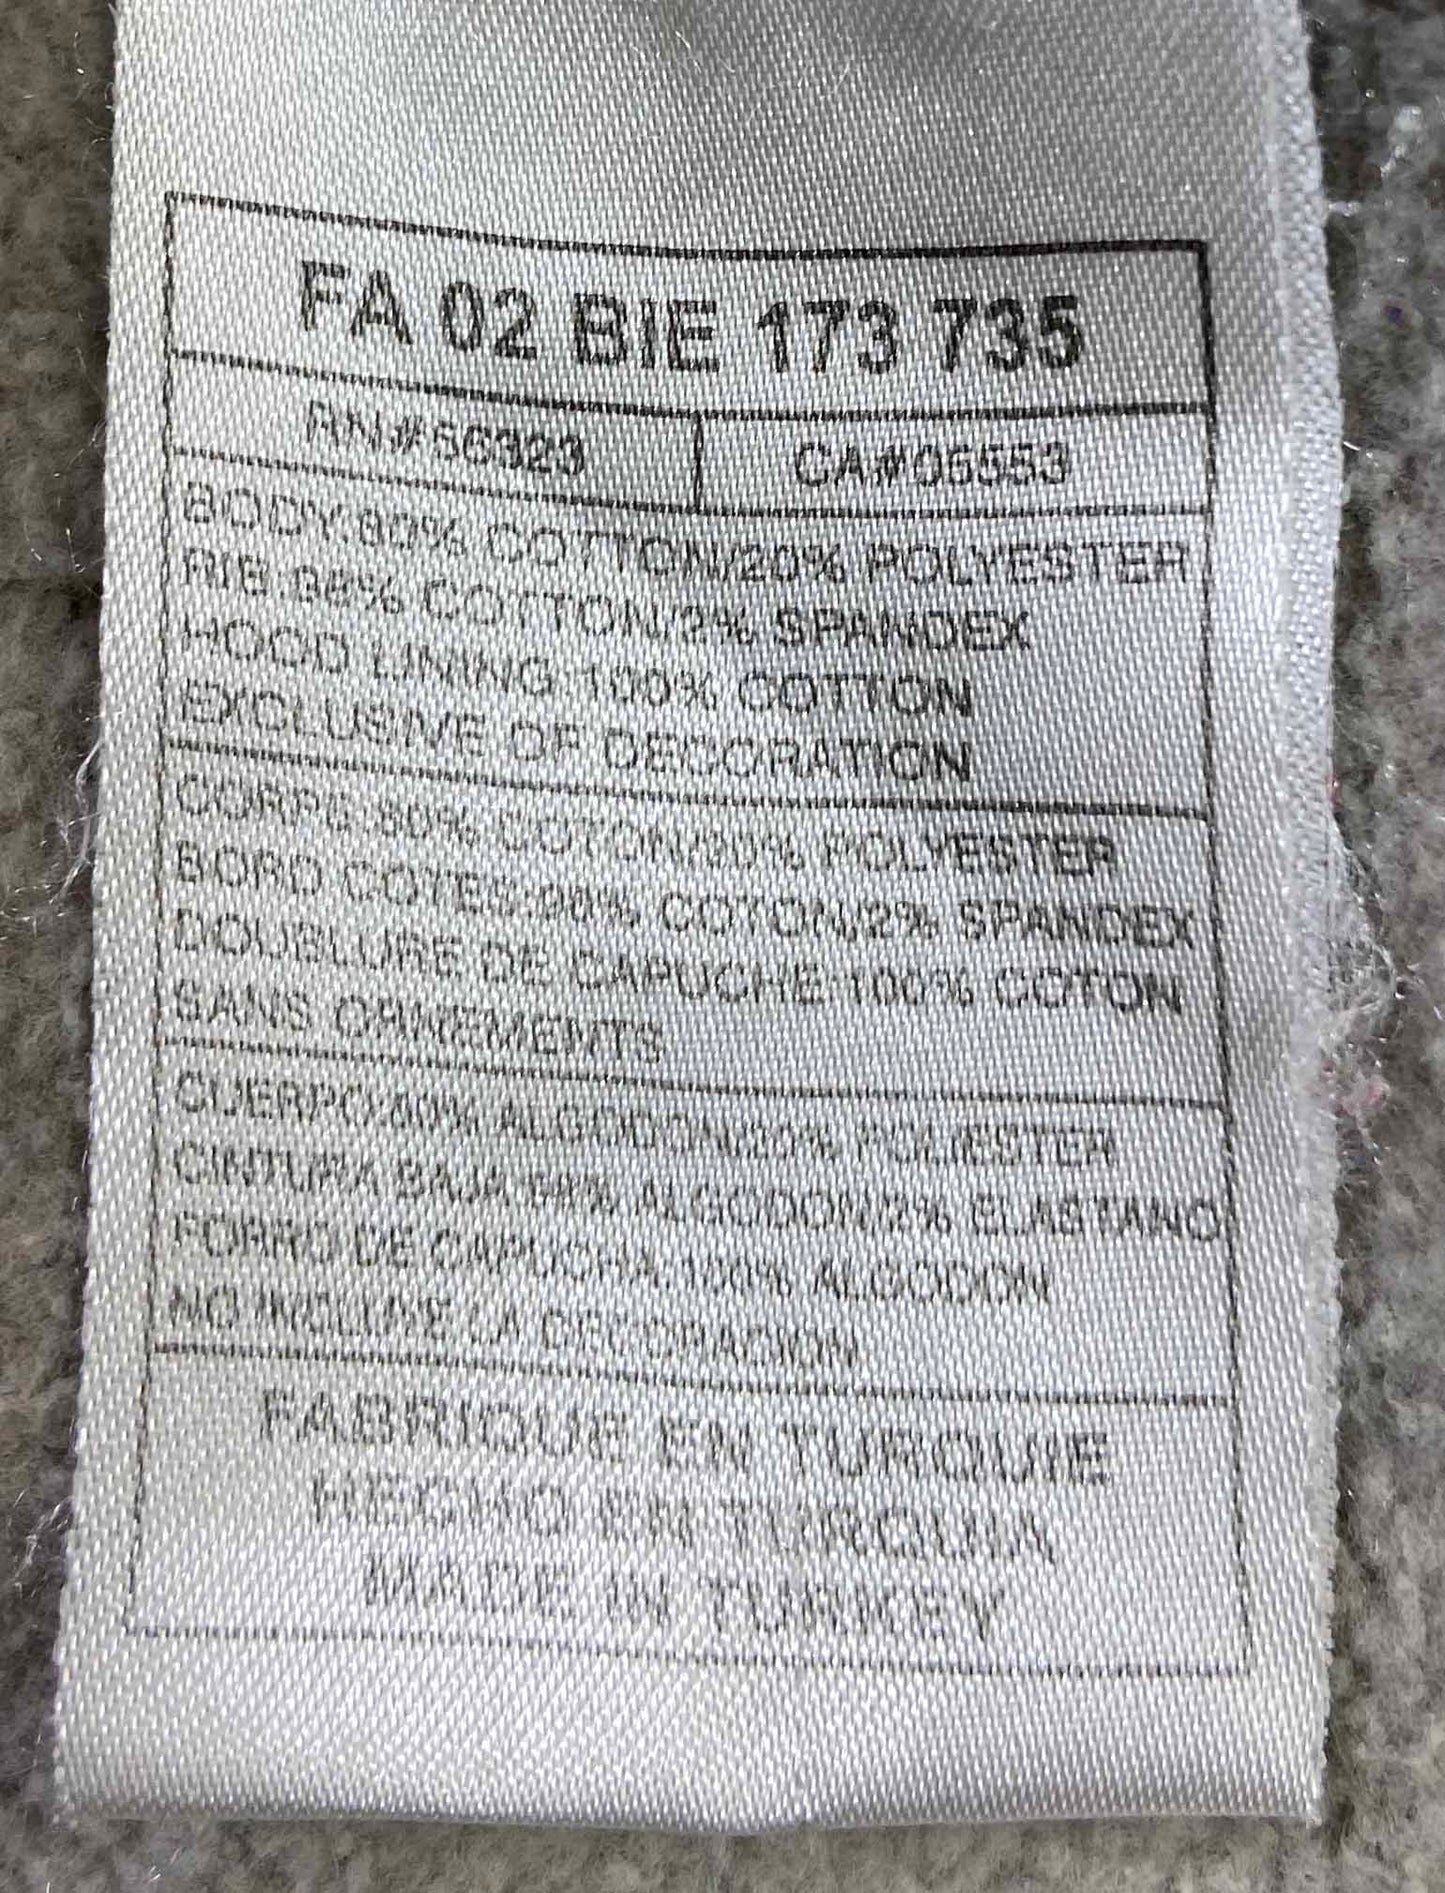 FA 02 BIE 173 735
RN#56323 CA#06553
BODY:80% COTTON/20% POLYESTER
RIB:98% COTTON/2% SPANDEX
HOOD LINING:100% COTTON
EXCLUSIVE OF DECORATION
CORPS:80% COTON/20% POLYESTER
BORD COTES:98% COTON/2% SPANDEX
DOUBLURE DE CAPUCHE:100% COTON
SANS ORNEMENTS
CUERPO:80% ALGODON/20% POLIESTER
CINTURA BAJA:98% ALGODON/2% ELASTANO
FORRO DE CAPUCHA:100% ALGODON
NO INCLUYE LA DECORACION
FABRIQUE EN TURQUIE
HECHO EN TURQUIA
MADE IN TURKEY